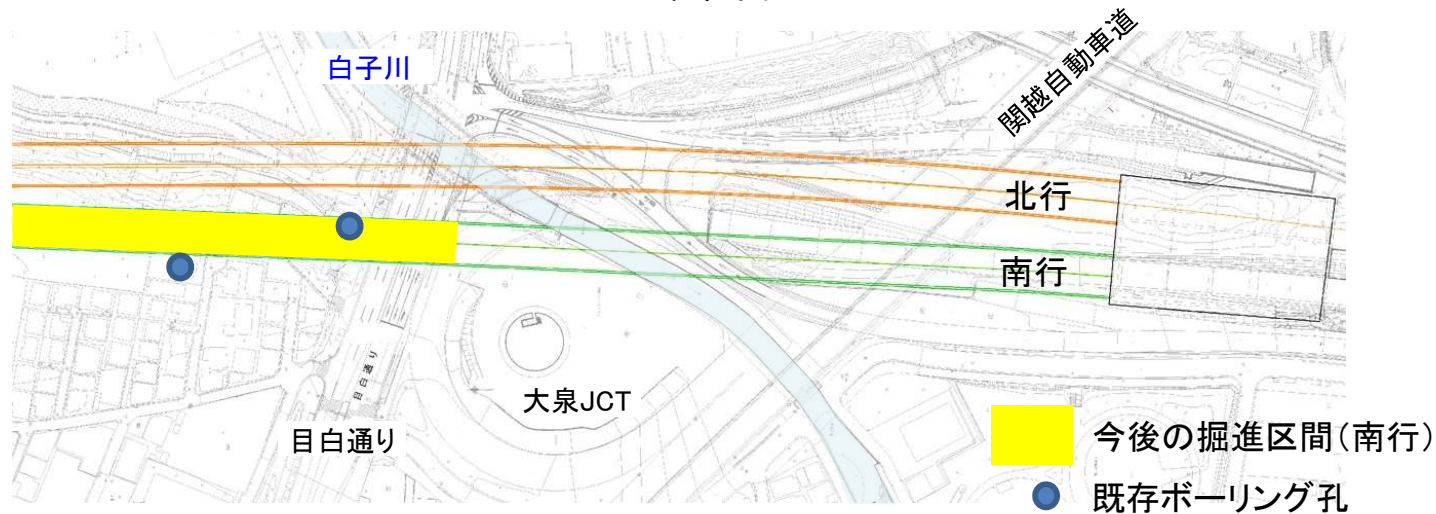 関越自動車道
白子川
北行
南行
目白通り
大泉JCT
目白通り
今後の掘進区間(南行)
既存ボーリング孔